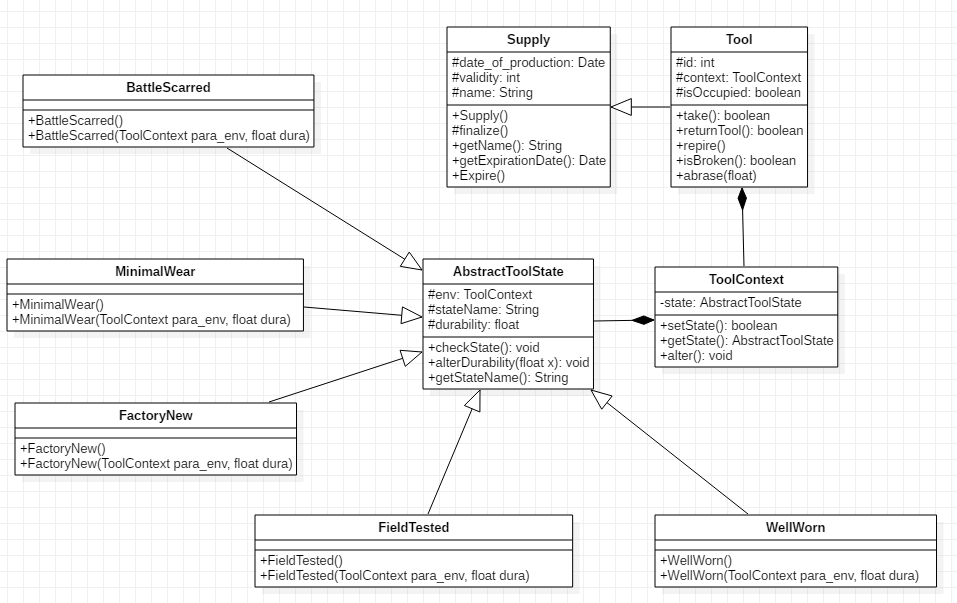 Supply
#date_of_production: Date
#validity: int
#name: String
+Supply()
#finalize()
+getName(): String
+getExpirationDate(): Date
+Expire()
Tool
#id: int
#context: ToolContext
#isOccupied: boolean
+take(): boolean
+returnTool(): boolean
+repire()
+isBroken(): boolean
+abrase(float)
BattleScarred
+BattleScarred()
+BattleScarred(ToolContext para_env, float dura)
MinimalWear
+MinimalWear()
+MinimalWear(ToolContext para_env, float dura)
AbstractToolState
#env: ToolContext
#stateName: String
#durability: float
+checkState(): void
+alterDurability(float x): void
+getStateName(): String
ToolContext
-state: AbstractToolState
+setState(): boolean
+getState(): AbstractToolState
+alter(): void
FactoryNew
+FactoryNew()
+FactoryNew(ToolContext para_env, float dura)
FieldTested
+FieldTested()
+FieldTested(ToolContext para_env, float dura)
WellWorn
+WellWorn()
+WellWorn(ToolContext para_env, float dura)